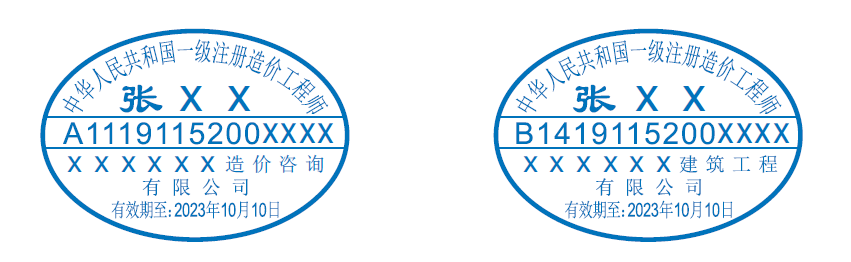 中华人民共和国一级注册造价工程师
张 X X
A1119115200XXXX
X X X X X X 造价咨询
有限公司
有效期至:2023年10月10日
中华人民共和国一级注册造价工程师
张 X X
B1419115200XXXX
X X X X X X 建筑工程
有限公司
有效期至:2023年10月10日